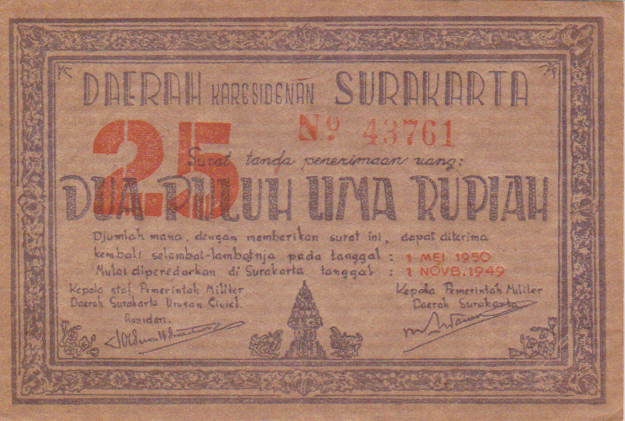 DAERAH KARESIDENAN SURAKARTA
25
No 43761
Surat tanda penerimaan uang:
DUA PULUH LIMA RUPIAH
Djumlah mana, dengan memberikan surat ini, dapat diterima
kembali selambat-lambatnja pada tanggal : 1 MEI 1950
Mulai diperedarkan di Surakarta tanggal : 1 NOVB.1949
Kepala staf Pemerintah Militer
Daerah Surakarta Urusan Civiel.
Residen.
Kepala Pemerintah Militer
Daerah Surakarta